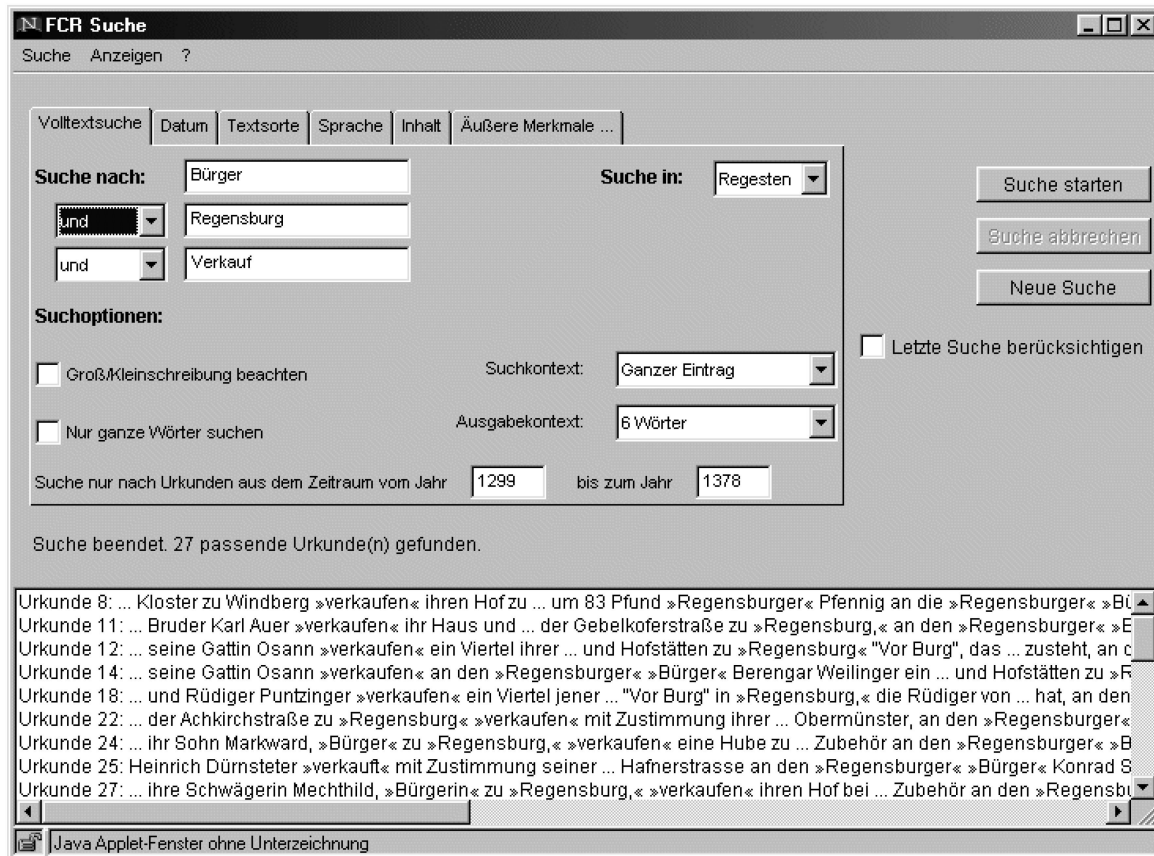 FCR Suche
Suche Anzeigen ?
Volltextsuche Datum Textsorte Sprache Inhalt Äußere Merkmale ...
Suche nach: Bürger Suche in: Regesten Suche starten
und Regensburg Suche abbrechen
und Verkauf Neue Suche
Suchoptionen:
Letzte Suche berücksichtigen
Groß/Kleinschreibung beachten Suchkontext: Ganzer Eintrag
Nur ganze Wörter suchen Ausgabekontext: 6 Wörter
Suche nur nach Urkunden aus dem Zeitraum vom Jahr 1299 bis zum Jahr 1378
Suche beendet. 27 passende Urkunde(n) gefunden.
Urkunde 8: ... Kloster zu Windberg »verkaufen« ihren Hof zu ... um 83 Pfund »Regensburger« Pfennig an die »Regensburger« »Bü
Urkunde 11: ... Bruder Karl Auer »verkaufen« ihr Haus und ... der Gebelkoferstraße zu »Regensburg,« an den »Regensburger« »B
Urkunde 12: ... seine Gattin Osann »verkaufen« ein Viertel ihrer ... und Hofstätten zu »Regensburg« "Vor Burg", das ... zusteht, an d
Urkunde 14: ... seine Gattin Osann »verkaufen« an den »Regensburger« »Bürger« Berengar Weilinger ein ... und Hofstätten zu »R
Urkunde 18: ... und Rüdiger Puntzinger »verkaufen« ein Viertel jener ... "Vor Burg" in »Regensburg,« die Rüdiger von ... hat, an den
Urkunde 22: ... der Achkirchstraße zu »Regensburg« »verkaufen« mit Zustimmung ihrer ... Obermünster, an den »Regensburger«
Urkunde 24: ... ihr Sohn Markward, »Bürger« zu »Regensburg,« »verkaufen« eine Hube zu ... Zubehör an den »Regensburger« »B
Urkunde 25: Heinrich Dürnsteter »verkauft« mit Zustimmung seiner ... Hafnerstrasse an den »Regensburger« »Bürger« Konrad S
Urkunde 27: ... ihre Schwägerin Mechthild, »Bürgerin« zu »Regensburg,« »verkaufen« ihren Hof bei ... Zubehör an den »Regensbu
Java Applet-Fenster ohne Unterzeichnung